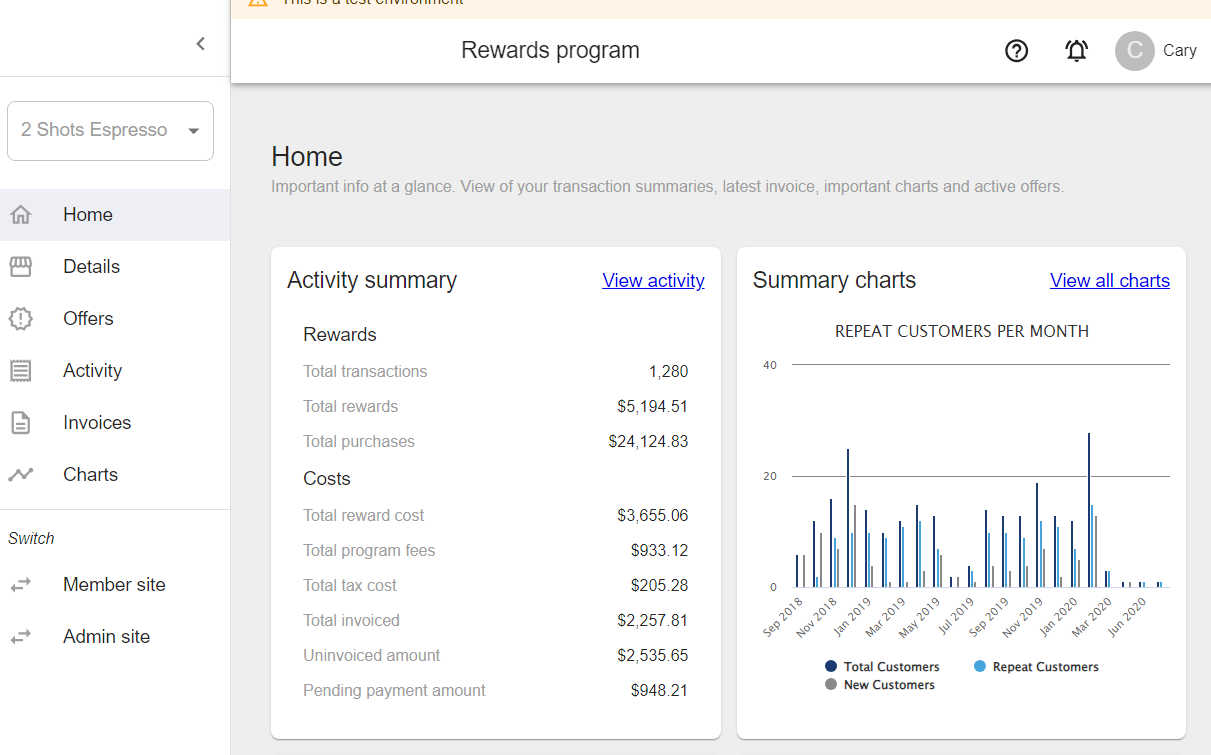 This is a test environment
Rewards program
C
Cary
2 Shots Espresso
Home
Details
Offers
Activity
Invoices
Charts
Switch
Member site
Admin site
Home
Important info at a glance. View of your transaction summaries, latest invoice, important charts and active offers.
Activity summary
View activity
Rewards
Total transactions 1,280
Total rewards $5,194.51
Total purchases $24,124.83
Costs
Total reward cost $3,655.06
Total program fees $933.12
Total tax cost $205.28
Total invoiced $2,257.81
Uninvoiced amount $2,535.65
Pending payment amount $948.21
Summary charts
View all charts
REPEAT CUSTOMERS PER MONTH
40
20
0
Sep 2018
Nov 2018
Jan 2019
Mar 2019
May 2019
Jul 2019
Sep 2019
Nov 2019
Jan 2020
Mar 2020
Jun 2020
Total Customers
Repeat Customers
New Customers